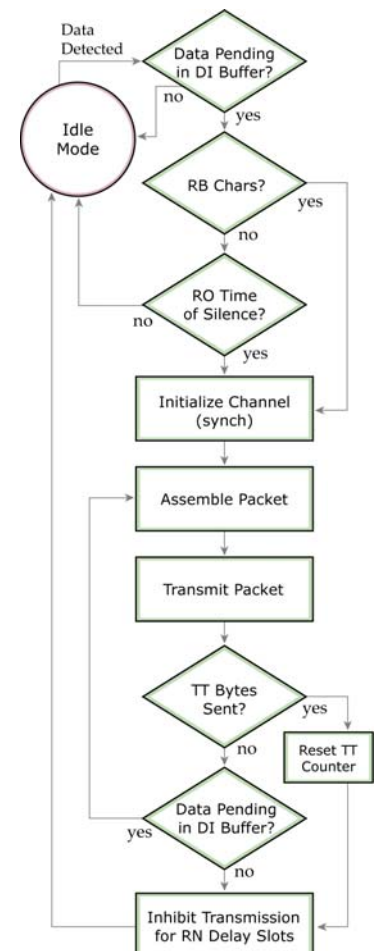 Data
Detected
Data Pending
in DI Buffer?
no
yes
Idle
Mode
RB Chars?
yes
no
RO Time
of Silence?
no
yes
Initialize Channel
(synch)
Assemble Packet
Transmit Packet
TT Bytes
Sent?
yes
no
Reset TT
Counter
Data Pending
in DI Buffer?
yes
no
Inhibit Transmission
for RN Delay Slots